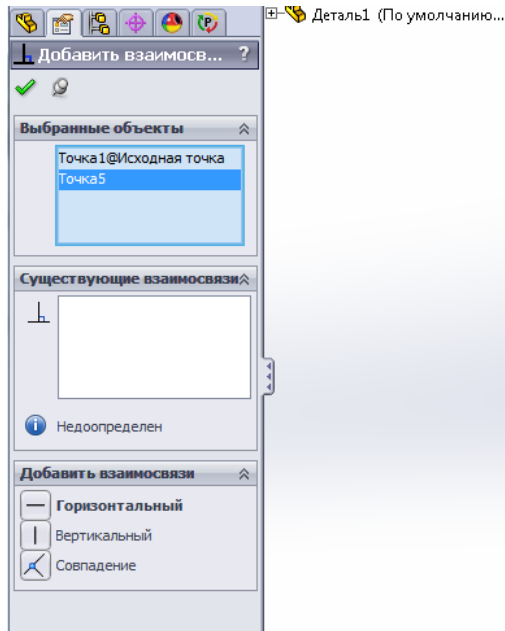 Деталь1 (По умолчанию...
Добавить взаимосв... ?
Выбранные объекты
Точка1@Исходная точка
Точка5
Существующие взаимосвязи
Недоопределен
Добавить взаимосвязи
Горизонтальный
Вертикальный
Совпадение